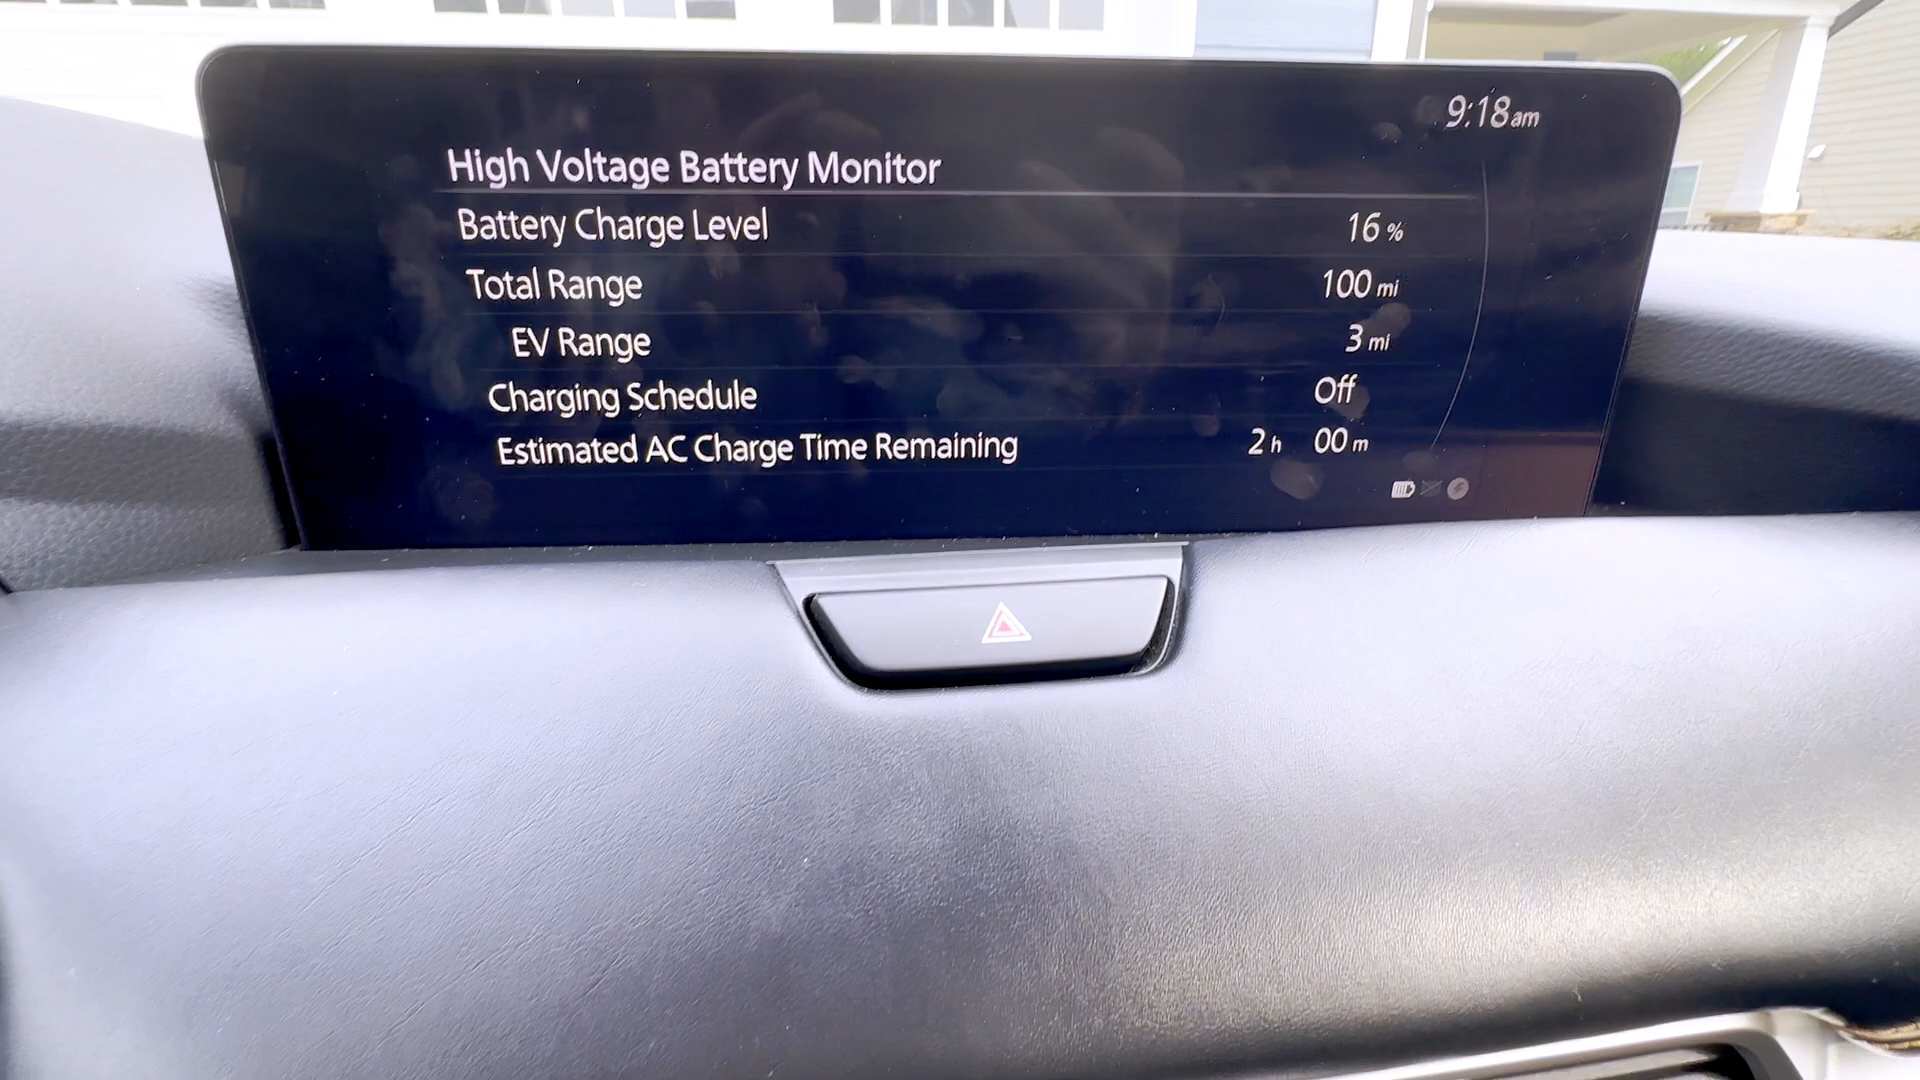 9:18am
High Voltage Battery Monitor
Battery Charge Level 16 %
Total Range 100 mi
EV Range 3 mi
Charging Schedule Off
Estimated AC Charge Time Remaining 2 h 00 m